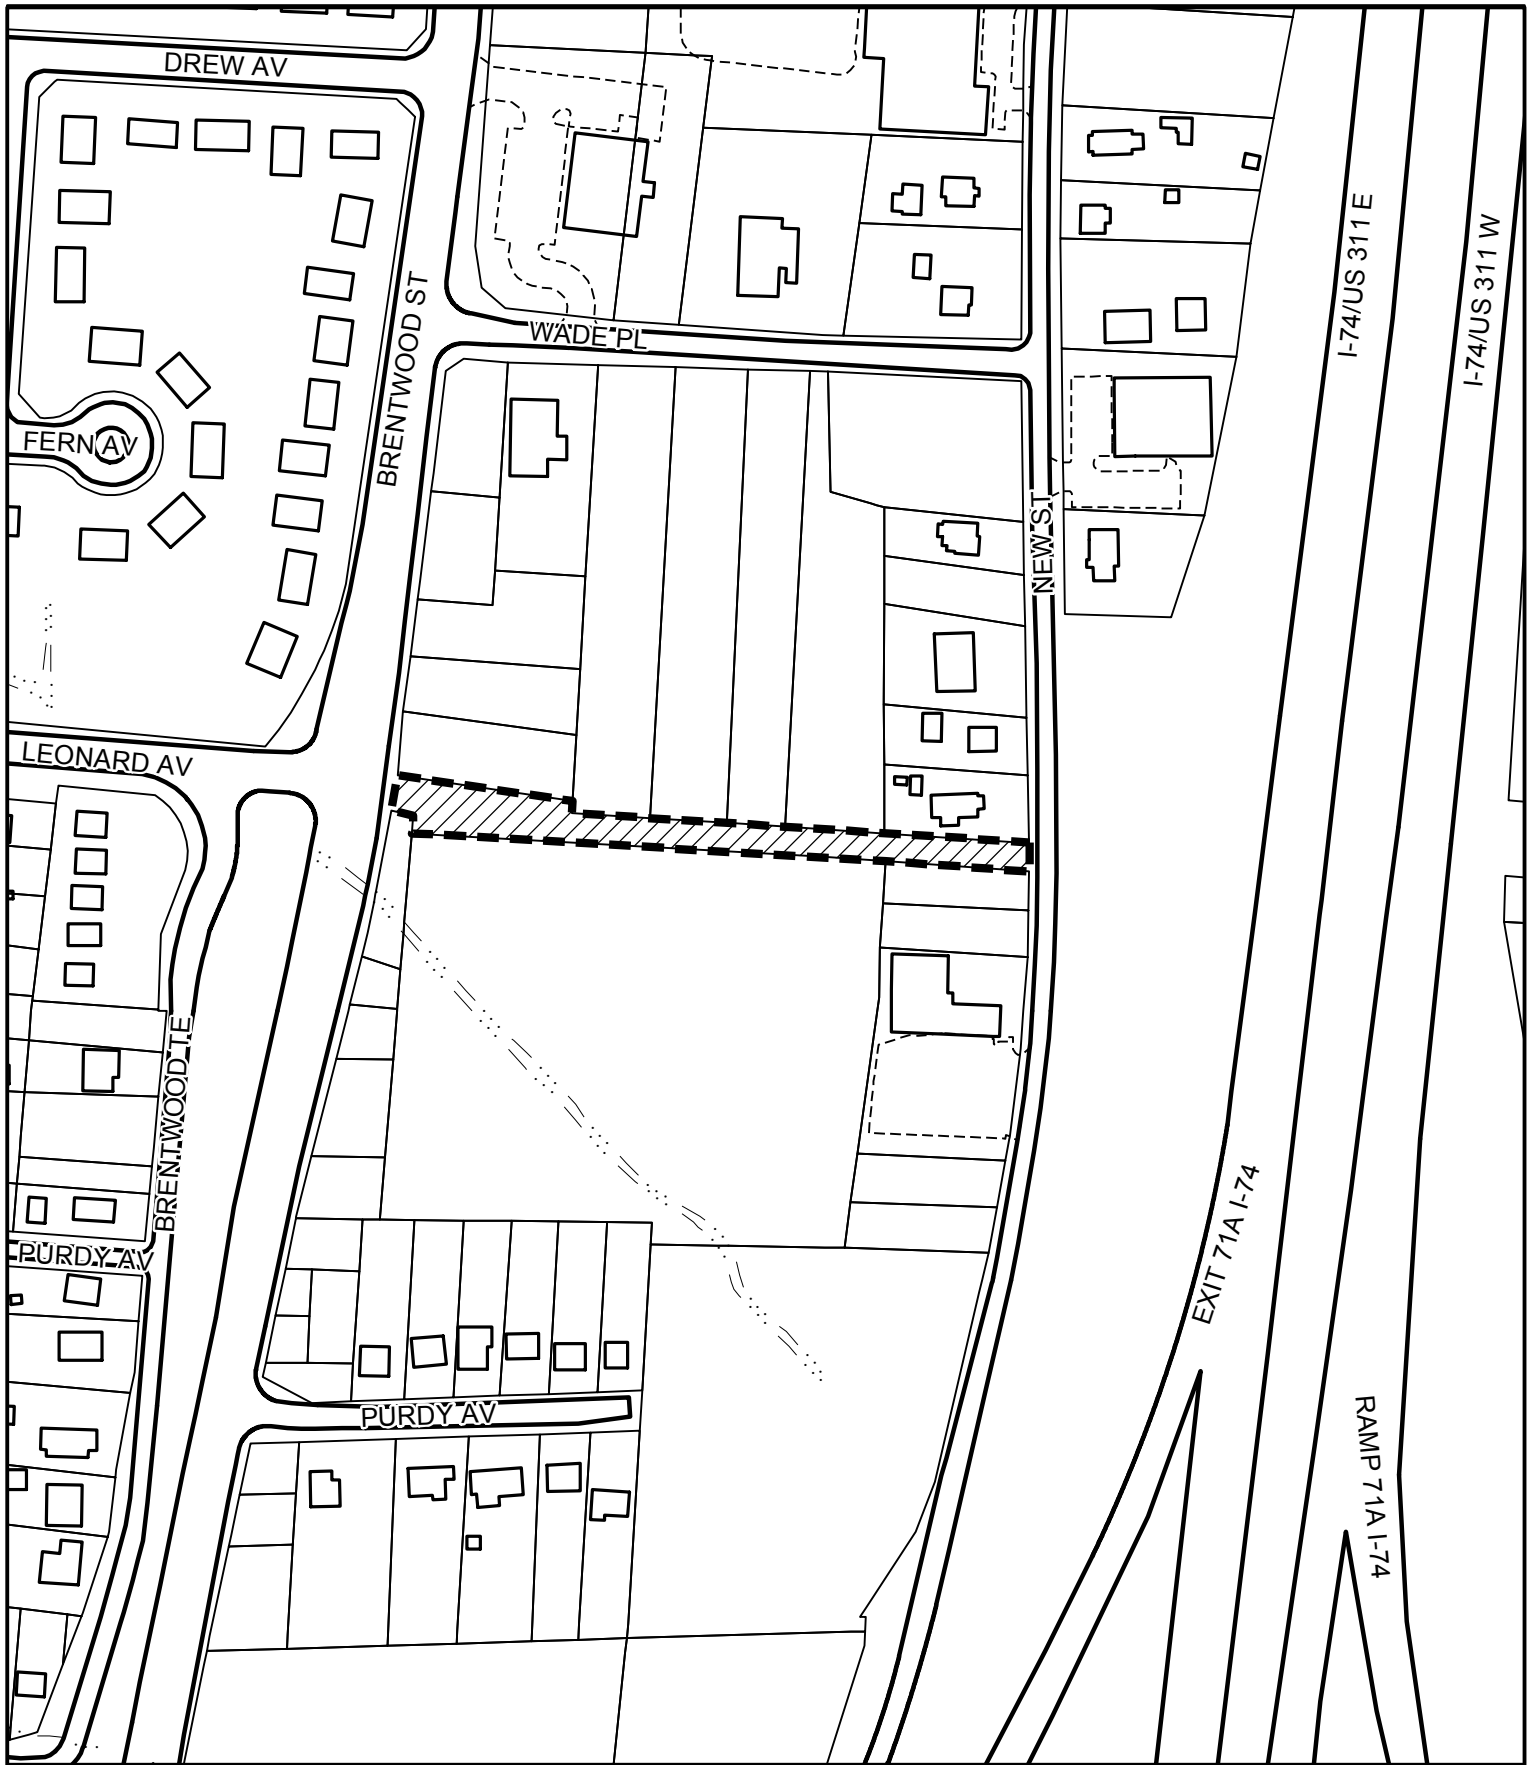 DREW AV
BRENTWOOD ST
WADE PL
I-74/US 311 E
I-74/US 311 W
FERN AV
NEW ST
LEONARD AV
BRENTWOOD TE
PURDY AV
EXIT 71A I-74
PURDY AV
RAMP 71A I-74